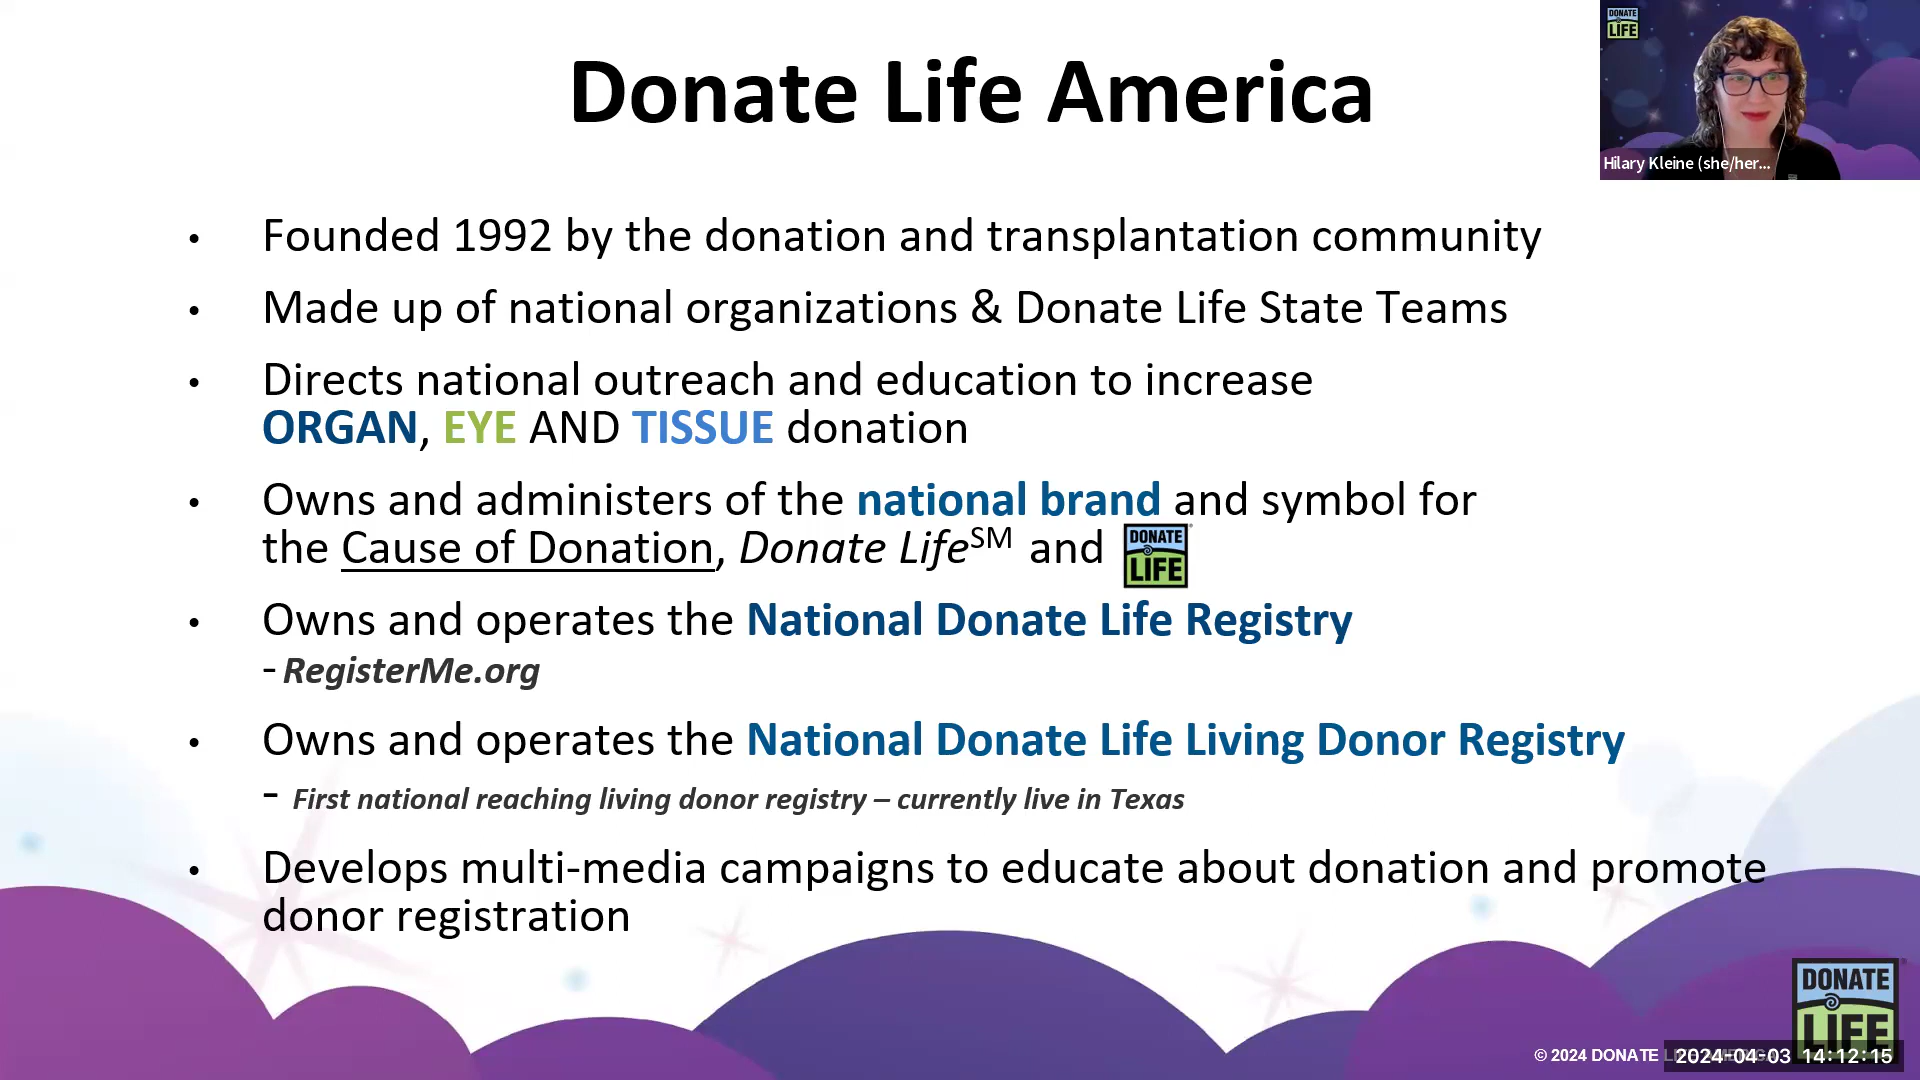 Donate Life America
DONATE
LIFE
Hilary Kleine (she/her...
• Founded 1992 by the donation and transplantation community
• Made up of national organizations & Donate Life State Teams
• Directs national outreach and education to increase
ORGAN, EYE AND TISSUE donation
• Owns and administers of the national brand and symbol for
the Cause of Donation, Donate Life℠ and DONATE LIFE®
• Owns and operates the National Donate Life Registry
- RegisterMe.org
• Owns and operates the National Donate Life Living Donor Registry
- First national reaching living donor registry – currently live in Texas
• Develops multi-media campaigns to educate about donation and promote
donor registration
DONATE
LIFE
© 2024 DONATE
2024-04-03 14:12:15